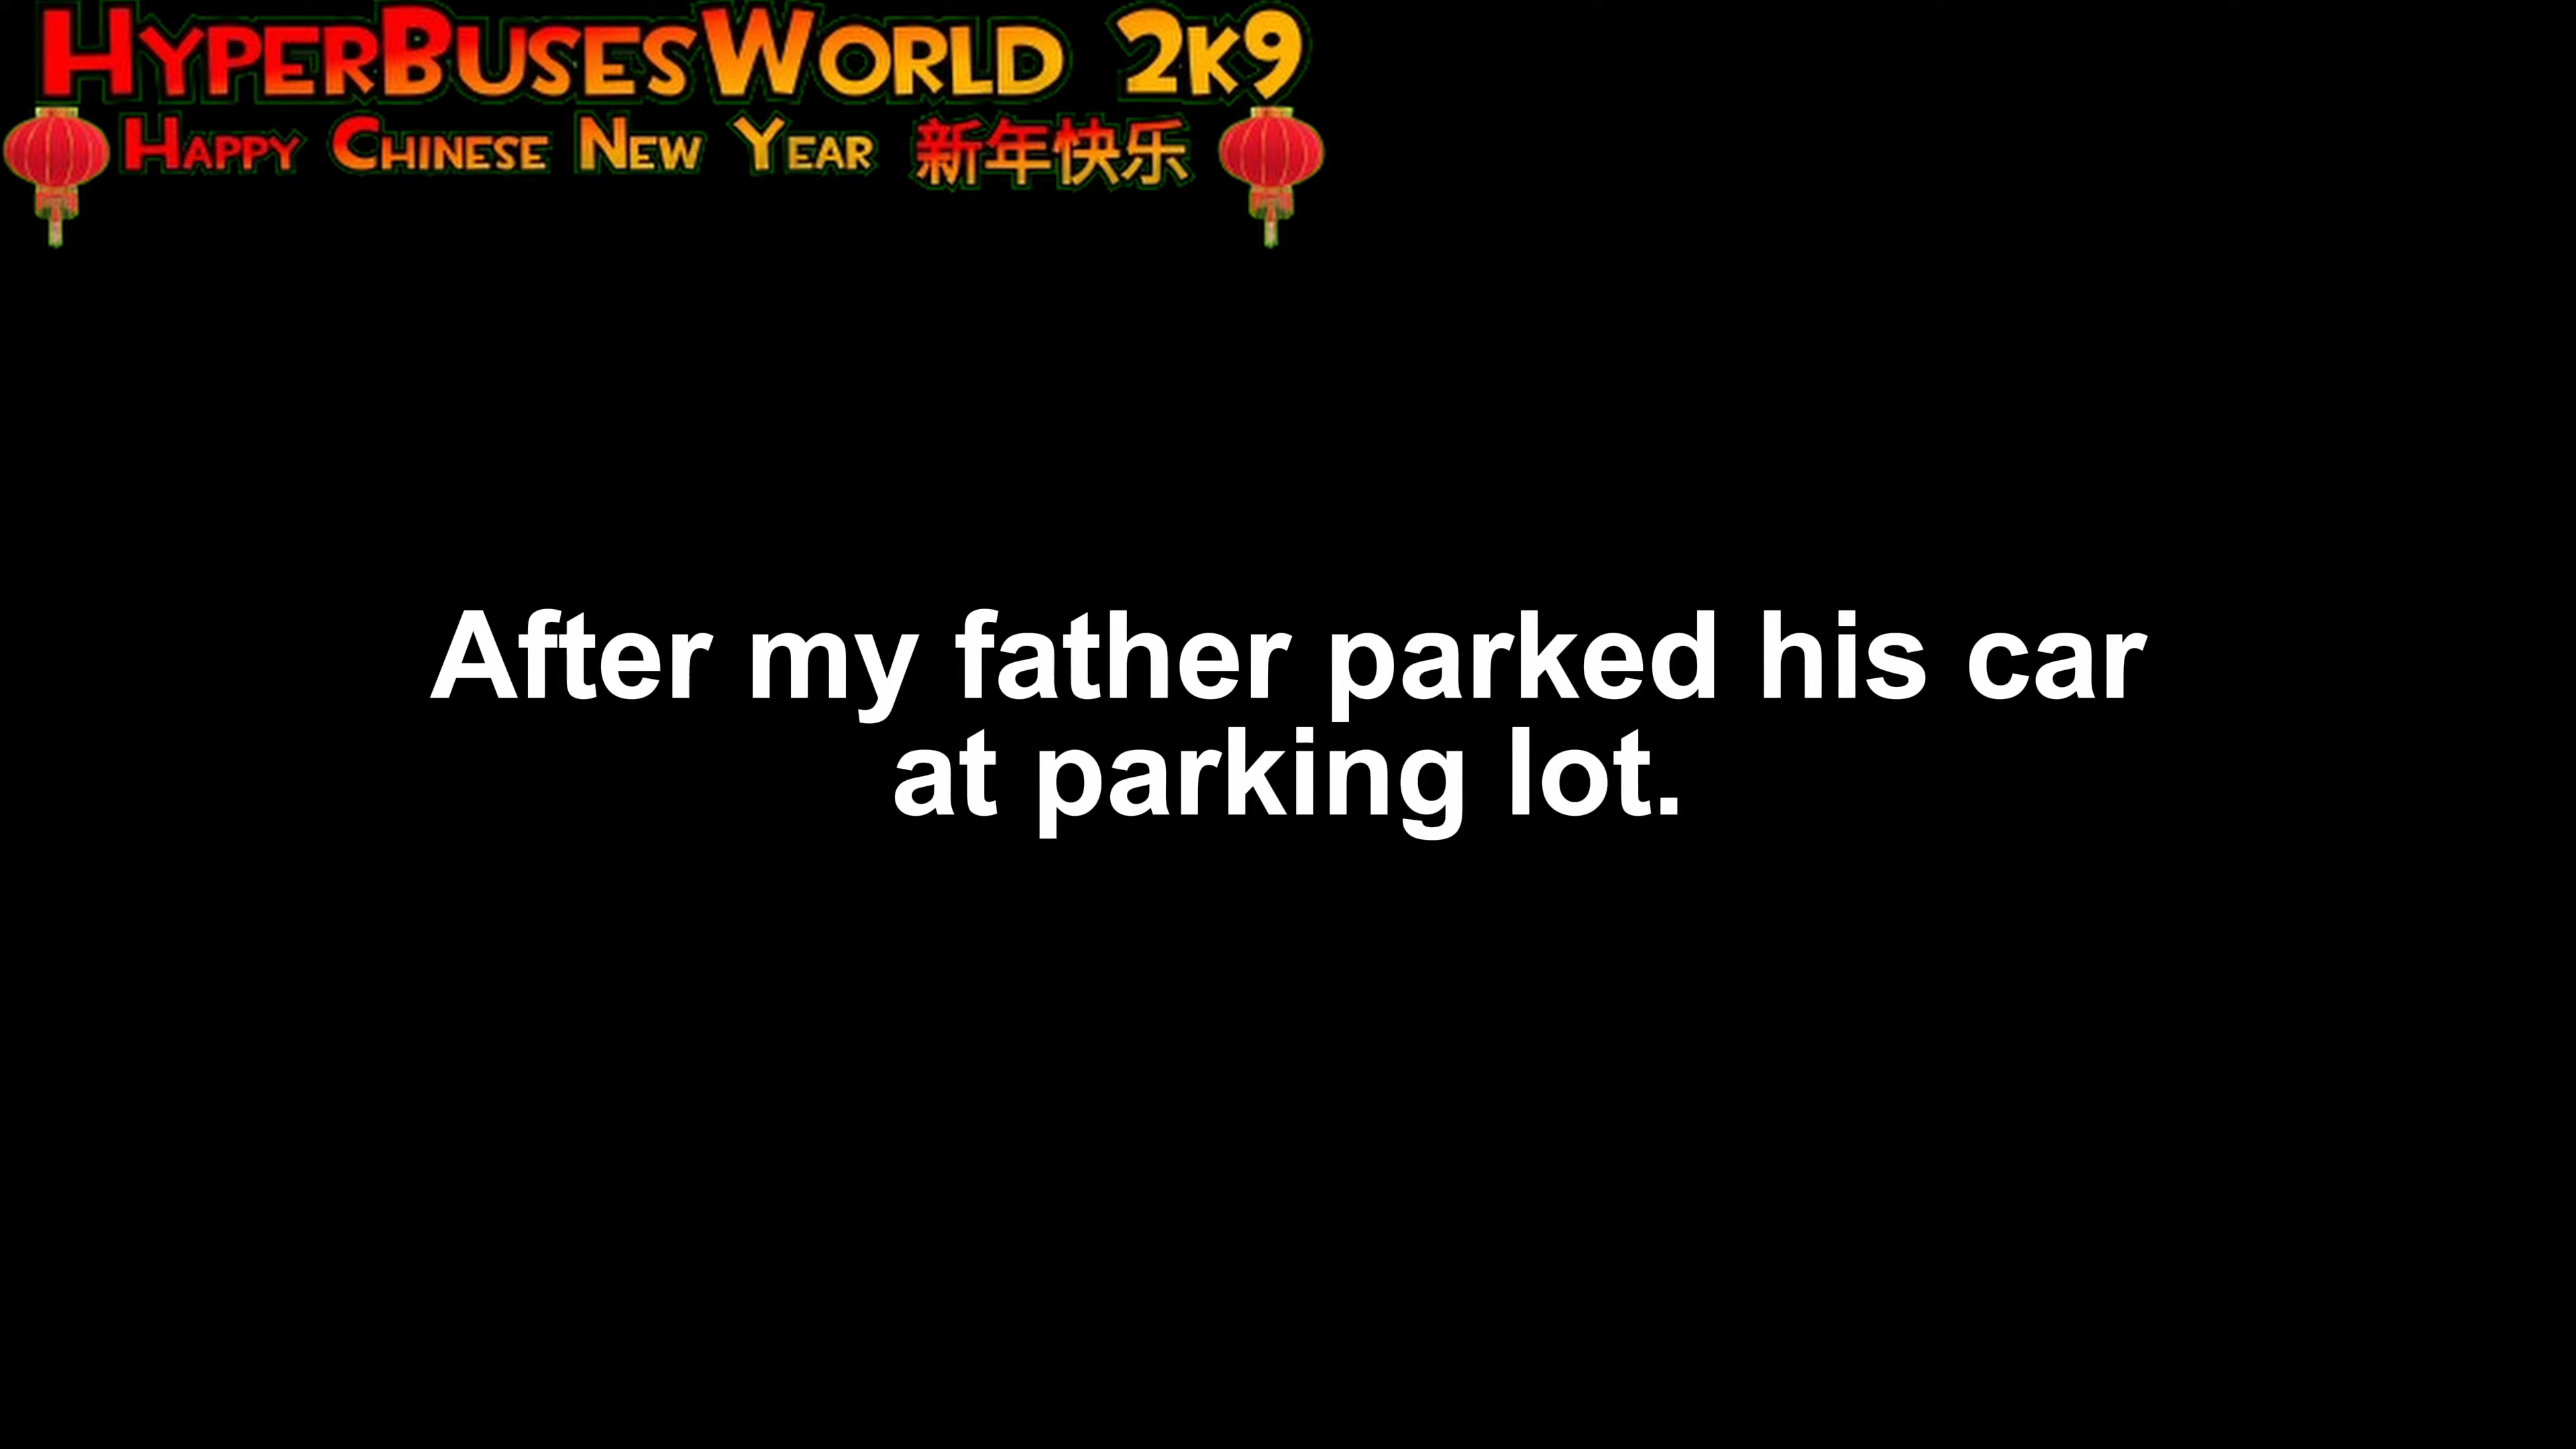 HyperBusesWorld 2K9
Happy Chinese New Year 新年快乐
After my father parked his car
at parking lot.